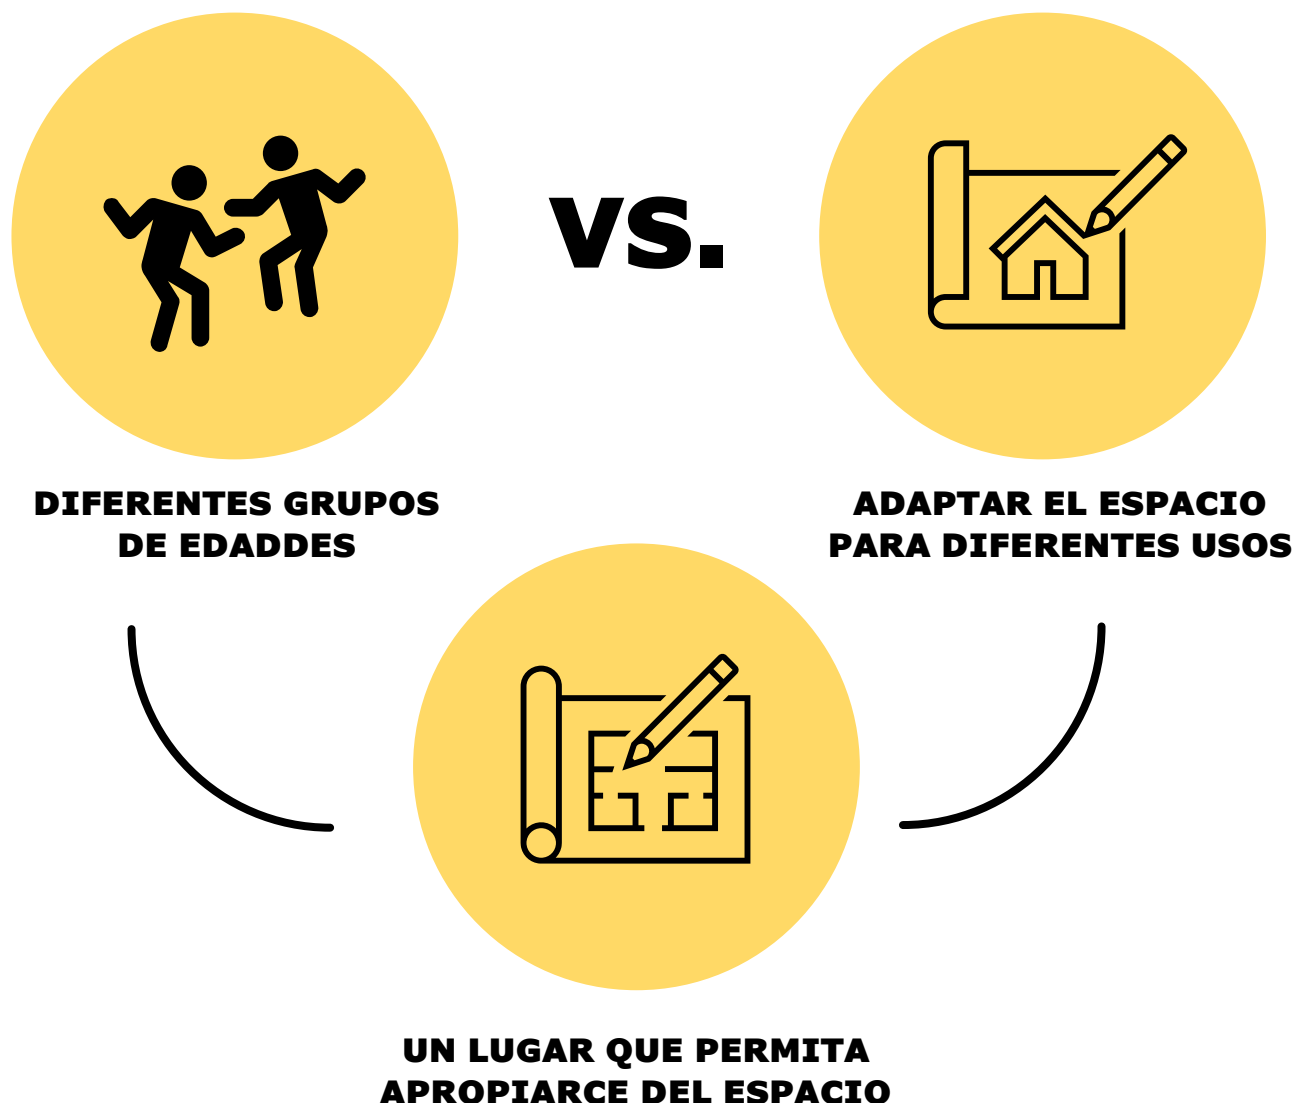 VS.
DIFERENTES GRUPOS
DE EDADDES
ADAPTAR EL ESPACIO
PARA DIFERENTES USOS
UN LUGAR QUE PERMITA
APROPIARCE DEL ESPACIO